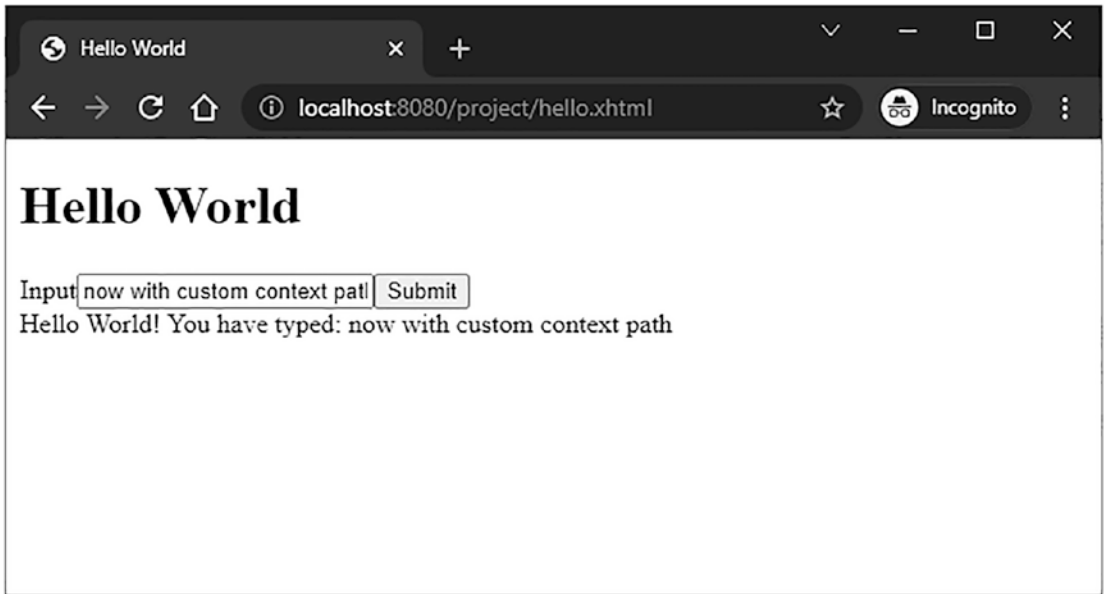 Hello World
localhost:8080/project/hello.xhtml Incognito
Hello World
Input now with custom context path Submit
Hello World! You have typed: now with custom context path